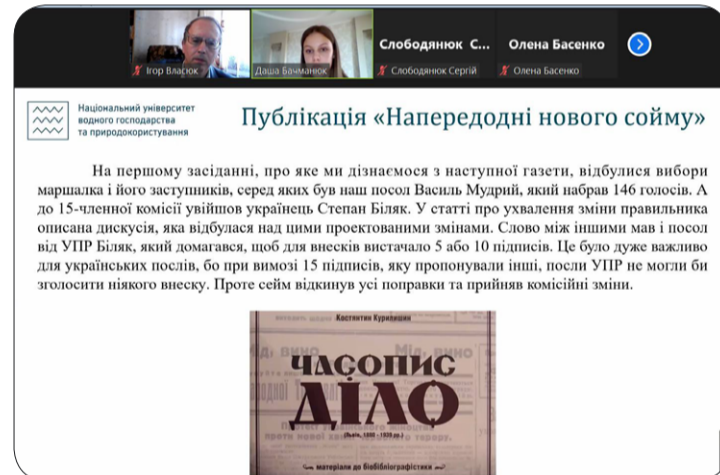 Слободянюк С...
Олена Басенко
Ігор Власюк
Даша Бачманюк
Слободянюк Сергій
Олена Басенко
Національний університет
водного господарства
та природокористування
Публікація «Напередодні нового сойму»
На першому засіданні, про яке ми дізнаємося з наступної газети, відбулися вибори
маршалка і його заступників, серед яких був наш посол Василь Мудрий, який набрав 146 голосів. А
до 15-членної комісії увійшов українець Степан Біляк. У статті про ухвалення зміни правильника
описана дискусія, яка відбулася над цими проектованими змінами. Слово між іншими мав і посол
від УПР Біляк, який домагався, щоб для внесків вистачало 5 або 10 підписів. Це було дуже важливо
для українських послів, бо при вимозі 15 підписів, яку пропонували інші, посли УПР не могли би
зголосити ніякого внеску. Проте сейм відкинув усі поправки та прийняв комісійні зміни.
Костянтин Курилишин
ЧАСОПИС
ДІЛО
матеріали до біобібліографістики